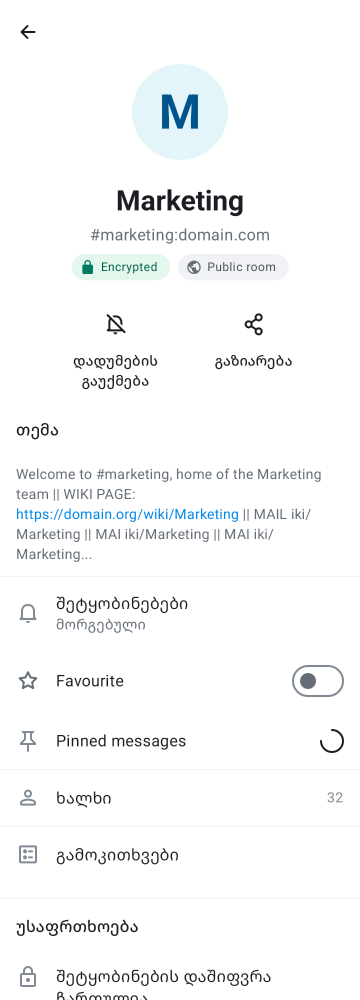 M
Marketing
#marketing:domain.com
Encrypted
Public room
დადუმების
გაუქმება
გაზიარება
თემა
Welcome to #marketing, home of the Marketing
team || WIKI PAGE:
https://domain.org/wiki/Marketing || MAIL iki/
Marketing || MAI iki/Marketing || MAI iki/
Marketing...
შეტყობინებები
მორგებული
Favourite
Pinned messages
ხალხი
32
გამოკითხვები
უსაფრთხოება
შეტყობინების დაშიფვრა
ჩართულია